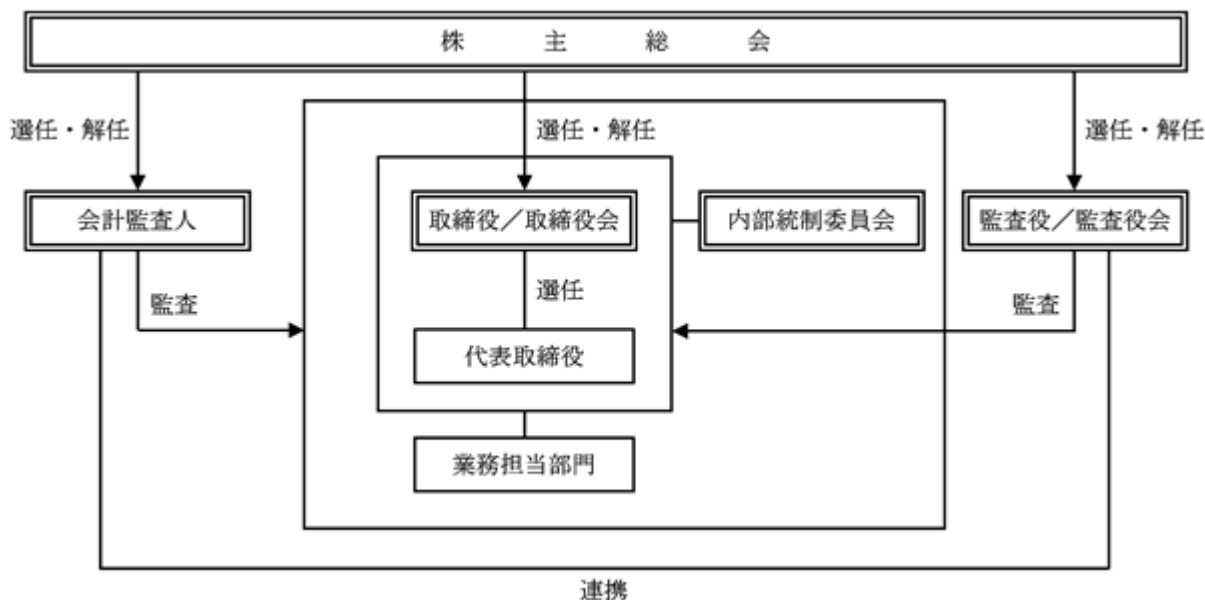 株主総会
選任・解任
選任・解任
選任・解任
会計監査人
取締役／取締役会
内部統制委員会
監査役／監査役会
監査
選任
監査
代表取締役
業務担当部門
連携